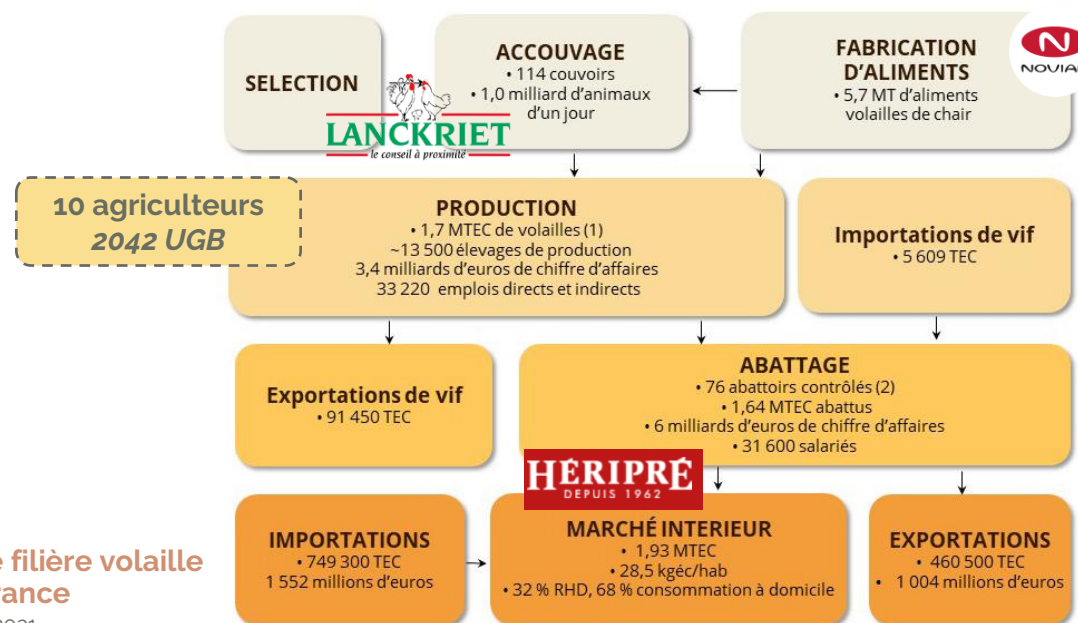 SELECTION
ACCOUVAGE
• 114 couvoirs
• 1,0 milliard d'animaux
d'un jour
FABRICATION
D'ALIMENTS
• 5,7 MT d'aliments
volailles de chair
N
LANCKRIET
le conseil à proximité
10 agriculteurs
2042 UGB
PRODUCTION
• 1,7 MTEC de volailles (1)
~13 500 élevages de production
3,4 milliards d'euros de chiffre d'affaires
33 220 emplois directs et indirects
Importations de vif
• 5 609 TEC
Exportations de vif
• 91 450 TEC
ABATTAGE
• 76 abattoirs contrôlés (2)
• 1,64 MTEC abattus
• 6 milliards d'euros de chiffre d'affaires
• 31 600 salariés
HÉRIPRÉ
DEPUIS 1962
IMPORTATIONS
• 749 300 TEC
1 552 millions d'euros
MARCHÉ INTERIEUR
• 1,93 MTEC
• 28,5 kgéc/hab
• 32 % RHD, 68 % consommation à domicile
EXPORTATIONS
• 460 500 TEC
• 1 004 millions d'euros
filière volaille